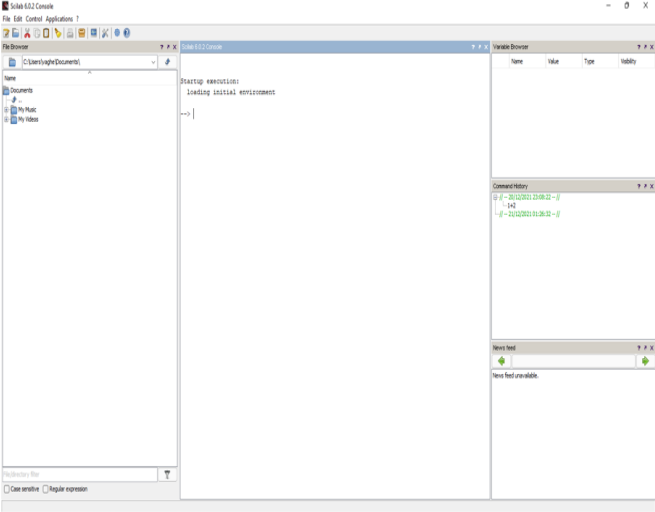 Scilab 6.0.2 Console
File Edit Control Applications ?
File Browser ? X
C:\Users\yaghe\Documents\
Name
Documents
..
My Music
My Videos
File/directory filter
Case sensitive Regular expression
Scilab 6.0.2 Console ? X
Startup execution:
loading initial environment
-->
Variable Browser ? X
Name Value Type Visibility
Command History ? X
// -- 20/12/2021 23:08:22 -- //
1+2
// -- 21/12/2021 01:26:32 -- //
News feed ? X
News feed unavailable.